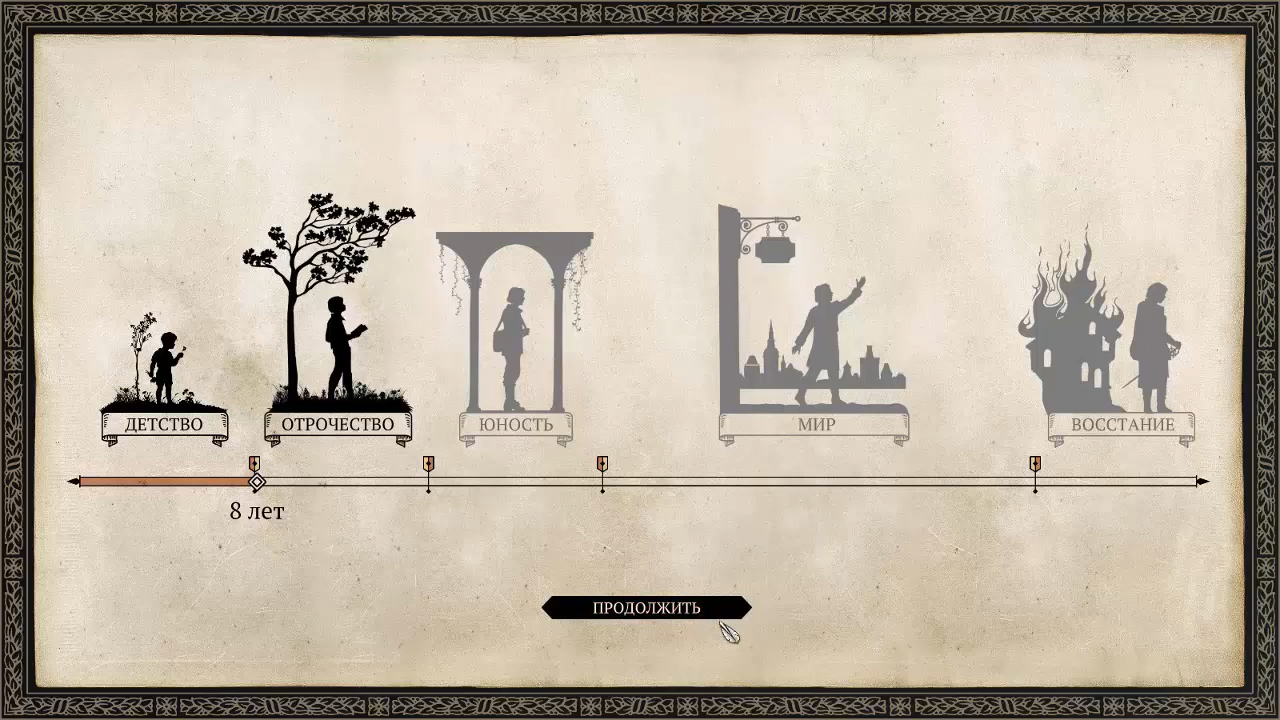 ДЕТСТВО
ОТРОЧЕСТВО
ЮНОСТЬ
МИР
ВОССТАНИЕ
8 лет
ПРОДОЛЖИТЬ